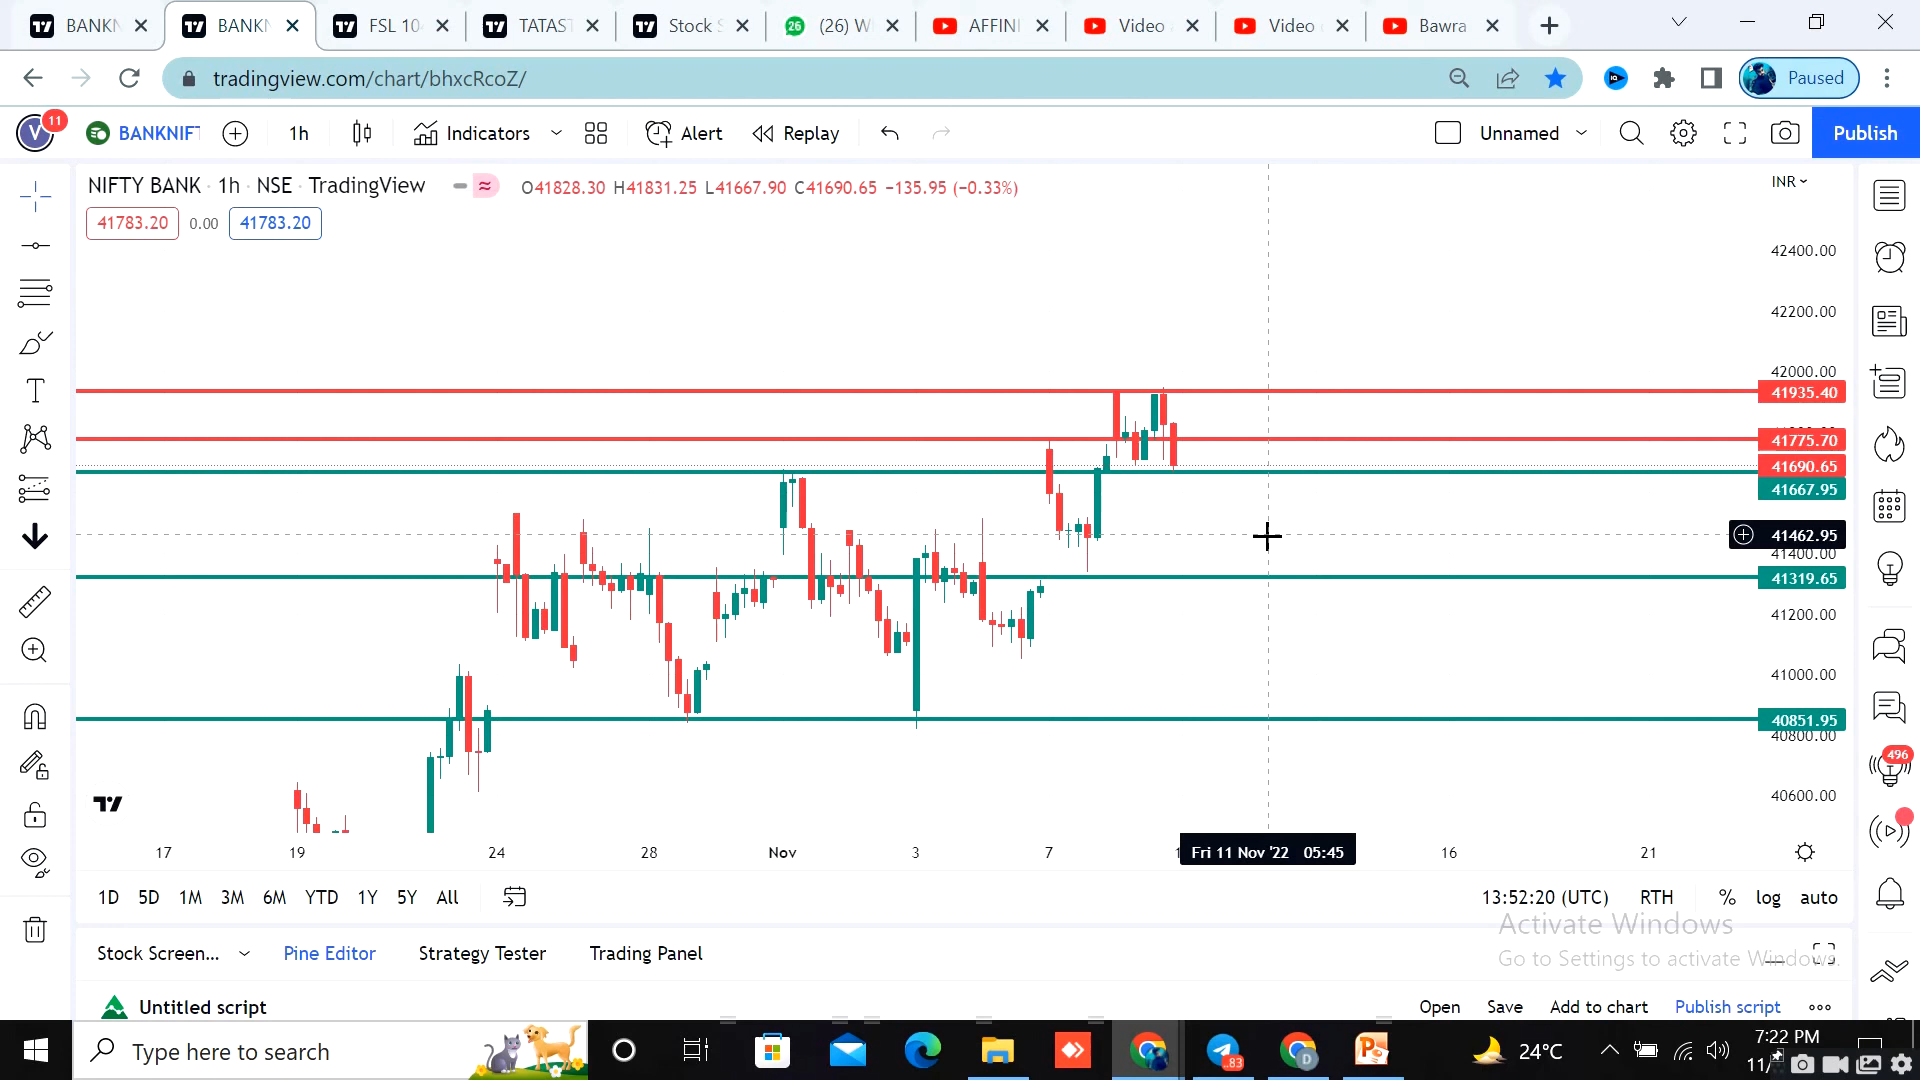 BANKN
BANKN
FSL 10
TATAST
Stock S
(26) W
AFFINI
Video
Video
Bawra
tradingview.com/chart/bhxcRcoZ/
Paused
V 11
BANKNIFT
1h
Indicators
Alert
Replay
Unnamed
Publish
NIFTY BANK · 1h · NSE · TradingView
O41828.30 H41831.25 L41667.90 C41690.65 −135.95 (−0.33%)
INR
41783.20 0.00 41783.20
42400.00
42200.00
42000.00
41935.40
41775.70
41690.65
41667.95
41462.95
41400.00
41319.65
41200.00
41000.00
40851.95
40800.00
40600.00
496
17 19 24 28 Nov 3 7 Fri 11 Nov '22 05:45 16 21
1D 5D 1M 3M 6M YTD 1Y 5Y All
13:52:20 (UTC) RTH % log auto
Activate Windows
Go to Settings to activate Windows.
Stock Screen... Pine Editor Strategy Tester Trading Panel
Untitled script
Open Save Add to chart Publish script
Type here to search
83
D
24°C
7:22 PM
11/